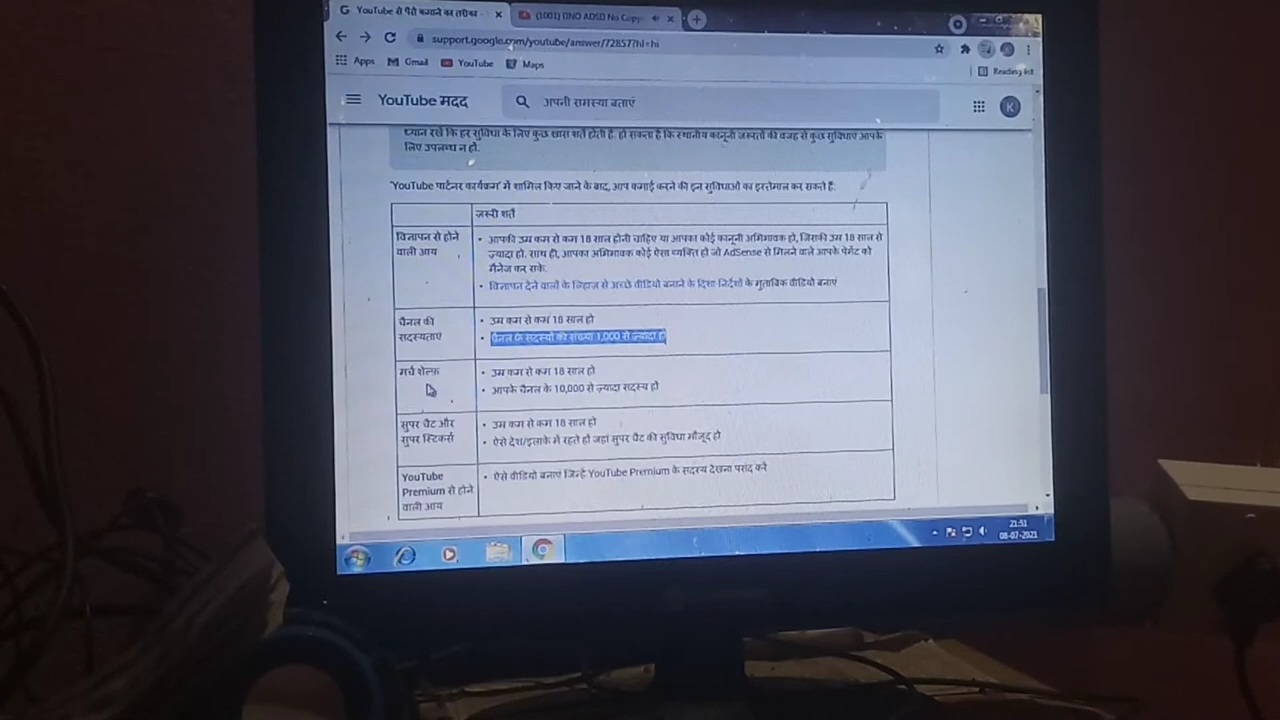 YouTube से पैसे कमाने का तरीका -
(1001) DNO ADSD No Copy
support.google.com/youtube/answer/72857?hl=hi
Apps
Gmail
YouTube
Maps
Reading list
YouTube मदद
अपनी समस्या बताएं
K
ध्यान रखें कि हर सुविधा के लिए कुछ खास शर्तें होती हैं. हो सकता है कि स्थानीय कानूनी ज़रूरतों की वजह से कुछ सुविधाएं आपके
लिए उपलब्ध न हों.
'YouTube पार्टनर कार्यक्रम' में शामिल किए जाने के बाद, आप कमाई करने की इन सुविधाओं का इस्तेमाल कर सकते हैं:
ज़रूरी शर्तें
विज्ञापन से होने
वाली आय
• आपकी उम्र कम से कम 18 साल होनी चाहिए या आपका कोई कानूनी अभिभावक हो, जिसकी उम्र 18 साल से
ज़्यादा हो. साथ ही, आपका अभिभावक कोई ऐसा व्यक्ति हो जो AdSense से मिलने वाले आपके पेमेंट को
मैनेज कर सके.
• विज्ञापन देने वालों के लिहाज़ से अच्छे वीडियो बनाने के दिशा-निर्देशों के मुताबिक वीडियो बनाएं
चैनल की
सदस्यताएं
• उम्र कम से कम 18 साल हो
• चैनल के सदस्यों की संख्या 1,000 से ज़्यादा हो
मर्च शेल्फ़
• उम्र कम से कम 18 साल हो
• आपके चैनल के 10,000 से ज़्यादा सदस्य हों
सुपर चैट और
सुपर स्टिकर्स
• उम्र कम से कम 18 साल हो
• ऐसे देश/इलाके में रहते हों जहां सुपर चैट की सुविधा मौजूद हो
YouTube
Premium से होने
वाली आय
• ऐसे वीडियो बनाएं जिन्हें YouTube Premium के सदस्य देखना पसंद करें
21:51
08-07-2021